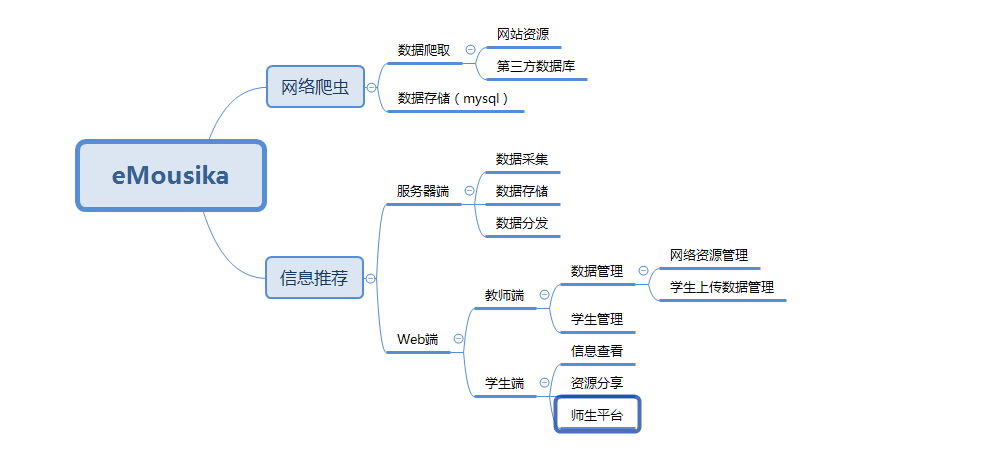 eMousika
网络爬虫
数据爬取
网站资源
第三方数据库
数据存储（mysql）
信息推荐
服务器端
数据采集
数据存储
数据分发
Web端
教师端
数据管理
网络资源管理
学生上传数据管理
学生管理
学生端
信息查看
资源分享
师生平台